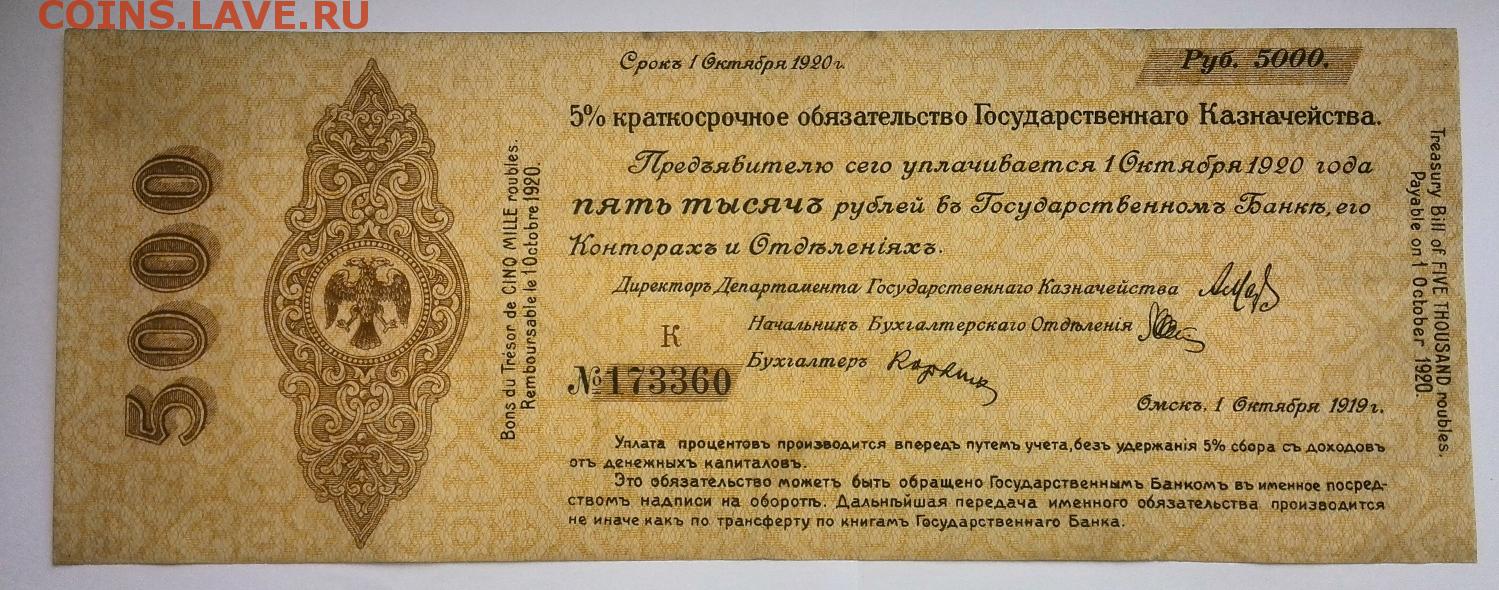 COINS.LAVE.RU
Срокъ 1 Октября 1920 г.
Руб. 5000.
5% краткосрочное обязательство Государственнаго Казначейства.
Предъявителю сего уплачивается 1 Октября 1920 года
ПЯТЬ ТЫСЯЧЪ рублей въ Государственномъ Банкѣ, его
Конторахъ и Отдѣленіяхъ.
Директоръ Департамента Государственнаго Казначейства
Начальникъ Бухгалтерскаго Отдѣленія
К
Бухгалтеръ
№ 173360
Омскъ, 1 Октября 1919 г.
Уплата процентовъ производится впередъ путемъ учета, безъ удержанія 5% сбора съ доходовъ
отъ денежныхъ капиталовъ.
Это обязательство можетъ быть обращено Государственнымъ Банкомъ въ именное посред-
ствомъ надписи на оборотѣ. Дальнѣйшая передача именного обязательства производится
не иначе какъ по трансферту по книгамъ Государственнаго Банка.
5000
Bons du Trésor de CINQ MILLE roubles.
Remboursable le 1 Octobre 1920.
Treasury Bill of FIVE THOUSAND roubles.
Payable on 1 October 1920.